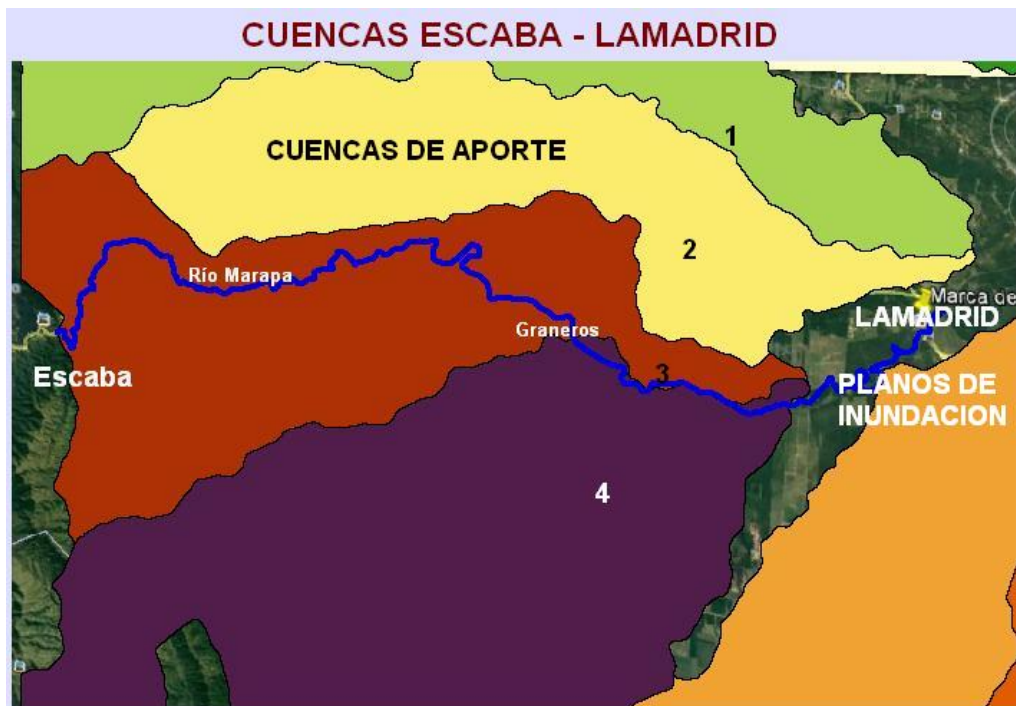 CUENCAS ESCABA - LAMADRID
1
CUENCAS DE APORTE
2
Río Marapa
Marca de
LAMADRID
Graneros
Escaba
3
PLANOS DE
INUNDACION
4